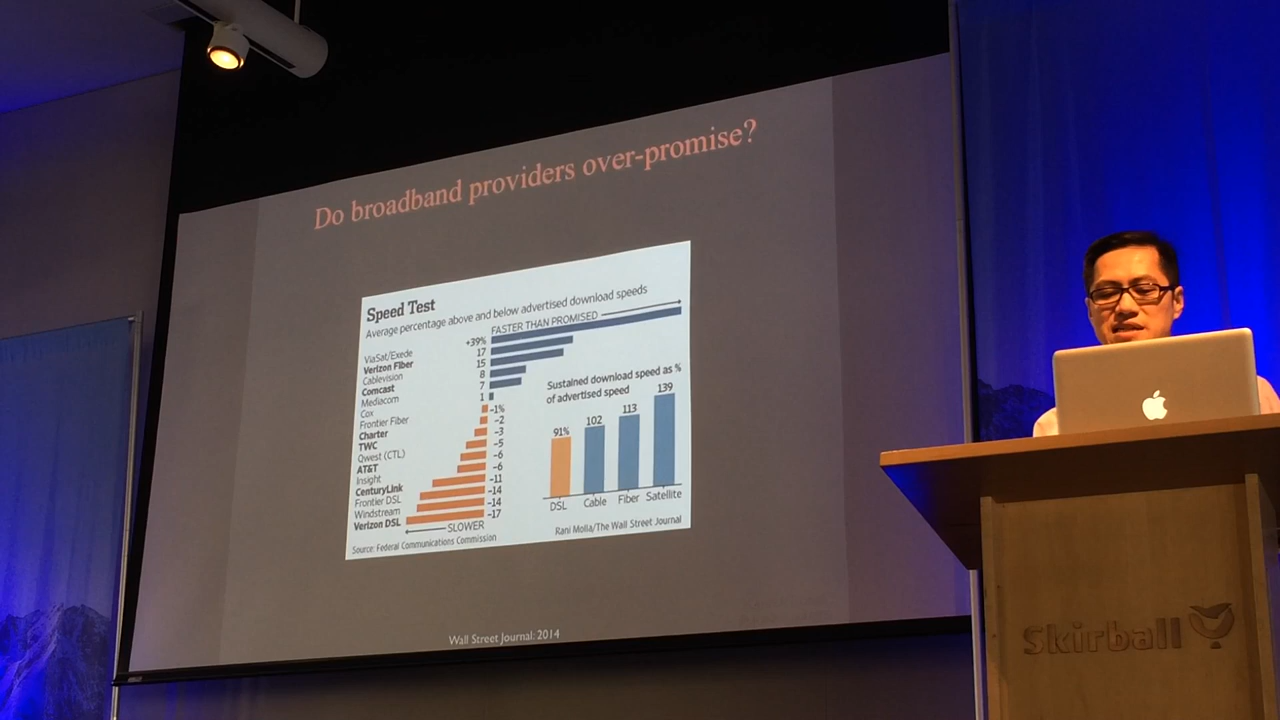 Do broadband providers over-promise?
Speed Test
Average percentage above and below advertised download speeds
FASTER THAN PROMISED
ViaSat/Exede +39%
Verizon Fiber 17
Cablevision 15
Comcast 8
Mediacom 7
Cox 1
Frontier Fiber -1%
Charter -2
TWC -3
Qwest (CTL) -5
AT&T -6
Insight -6
CenturyLink -11
Frontier DSL -14
Windstream -14
Verizon DSL -17
SLOWER
Sustained download speed as %
of advertised speed
91% 102 113 139
DSL Cable Fiber Satellite
Source: Federal Communications Commission
Rani Molla/The Wall Street Journal
Wall Street Journal: 2014
Skirball